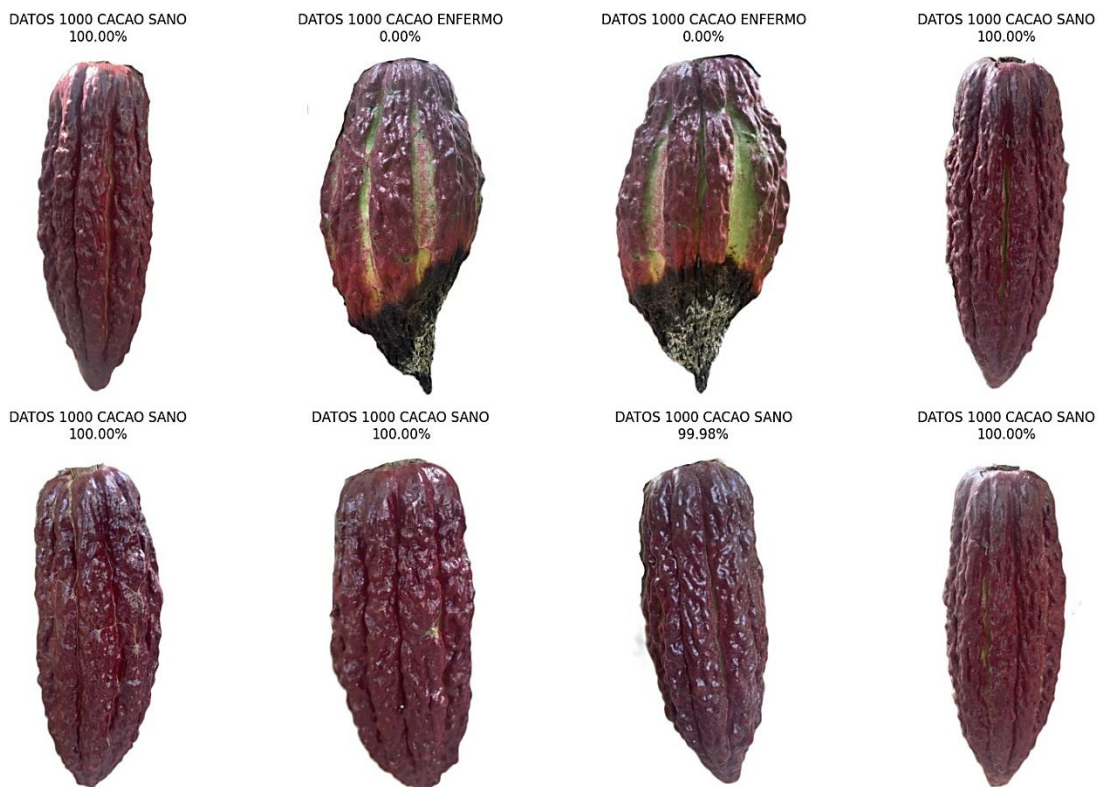 DATOS 1000 CACAO SANO
100.00%
DATOS 1000 CACAO ENFERMO
0.00%
DATOS 1000 CACAO ENFERMO
0.00%
DATOS 1000 CACAO SANO
100.00%
DATOS 1000 CACAO SANO
100.00%
DATOS 1000 CACAO SANO
100.00%
DATOS 1000 CACAO SANO
99.98%
DATOS 1000 CACAO SANO
100.00%